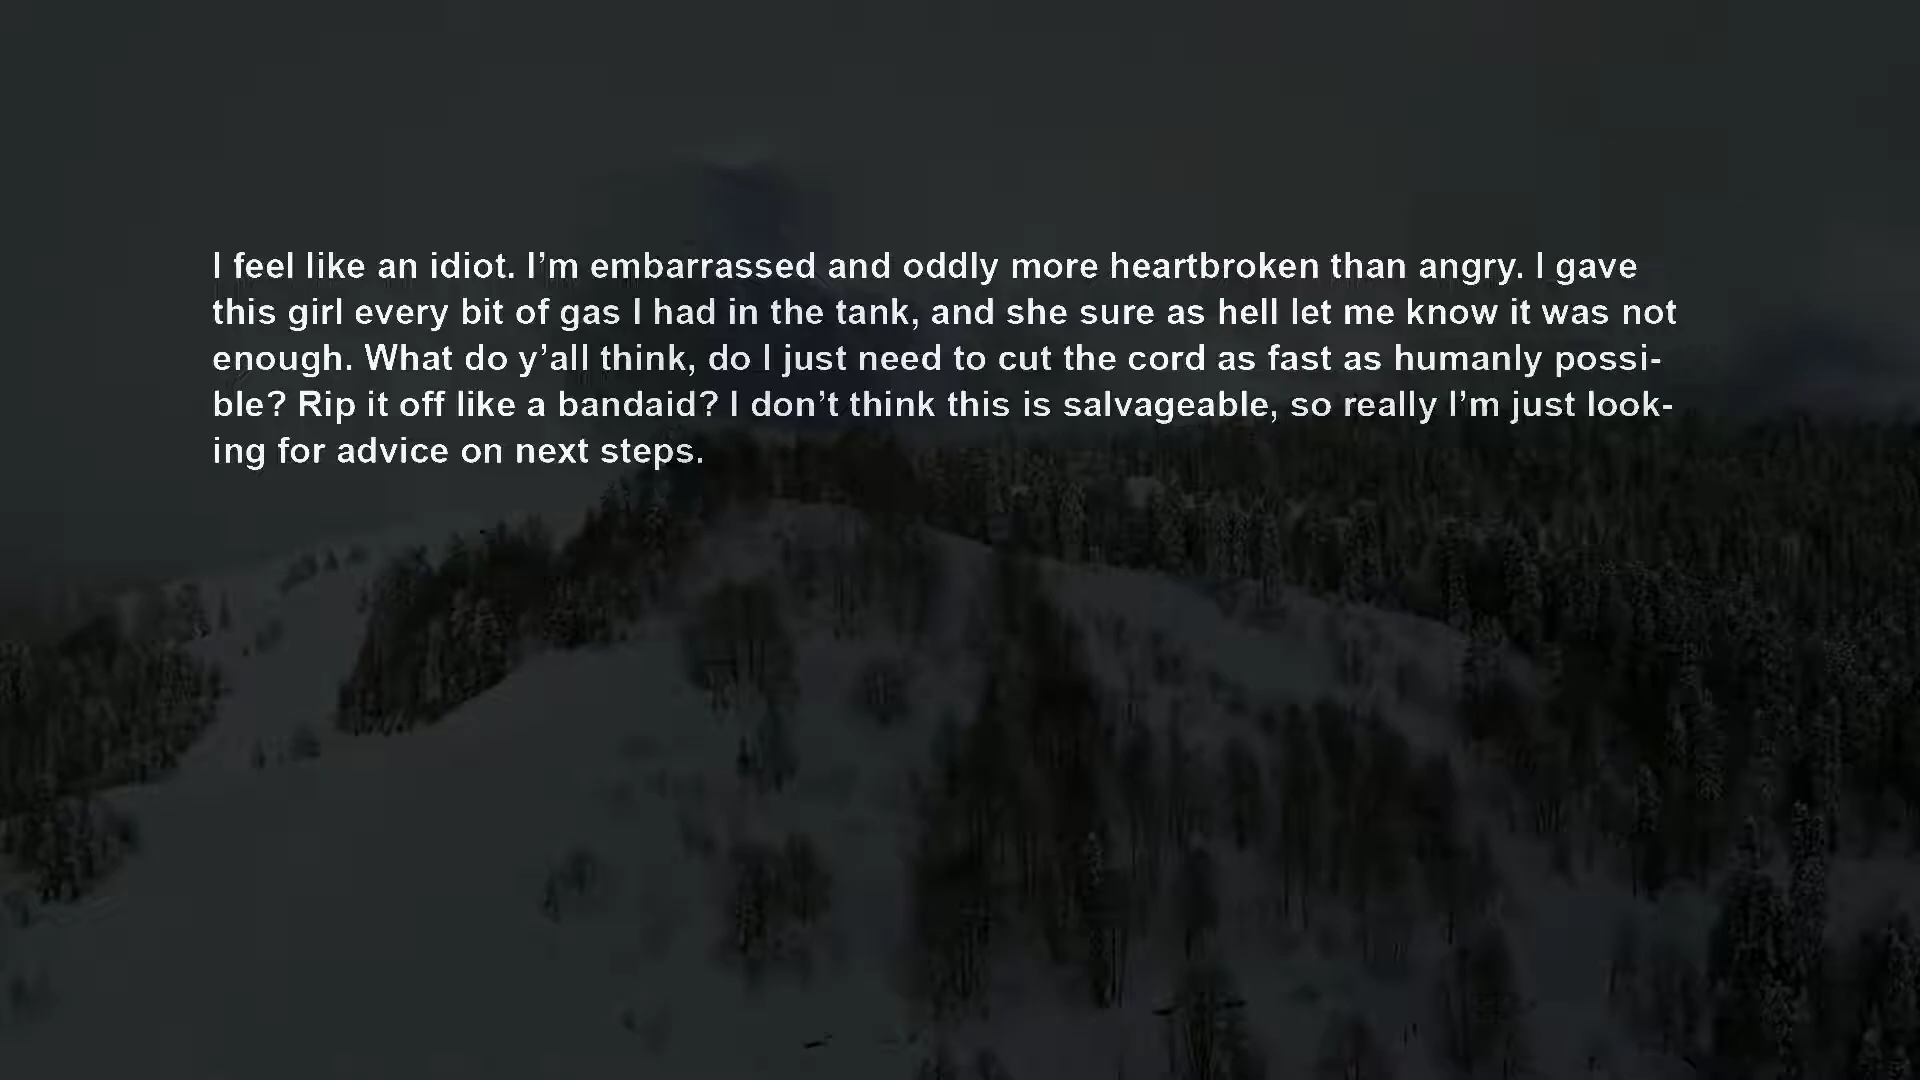 I feel like an idiot. I’m embarrassed and oddly more heartbroken than angry. I gave
this girl every bit of gas I had in the tank, and she sure as hell let me know it was not
enough. What do y’all think, do I just need to cut the cord as fast as humanly possi-
ble? Rip it off like a bandaid? I don’t think this is salvageable, so really I’m just look-
ing for advice on next steps.